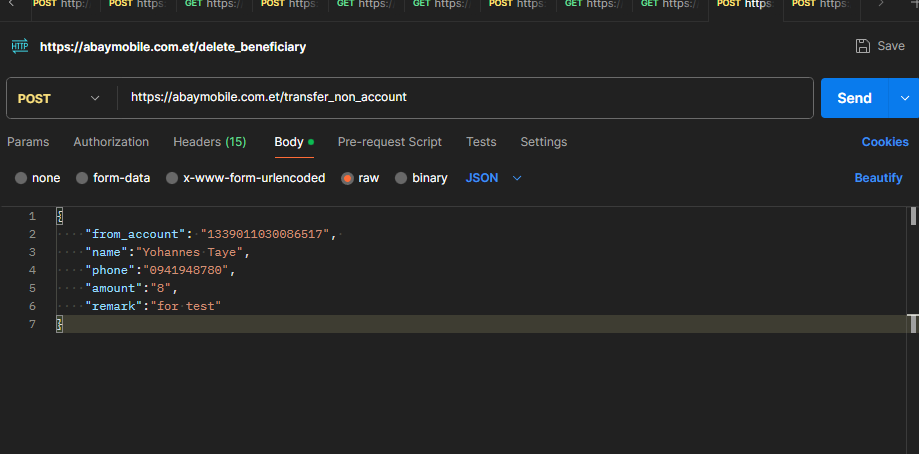 POST http:/ POST https: GET https:/ POST https: GET https:/ GET https:/ POST https: GET https:/ GET https:/ POST https: POST https:
HTTP https://abaymobile.com.et/delete_beneficiary Save
POST https://abaymobile.com.et/transfer_non_account Send
Params Authorization Headers (15) Body Pre-request Script Tests Settings Cookies
none form-data x-www-form-urlencoded raw binary JSON Beautify
1 {
2 "from_account": "1339011030086517",
3 "name":"Yohannes Taye",
4 "phone":"0941948780",
5 "amount":"8",
6 "remark":"for test"
7 }